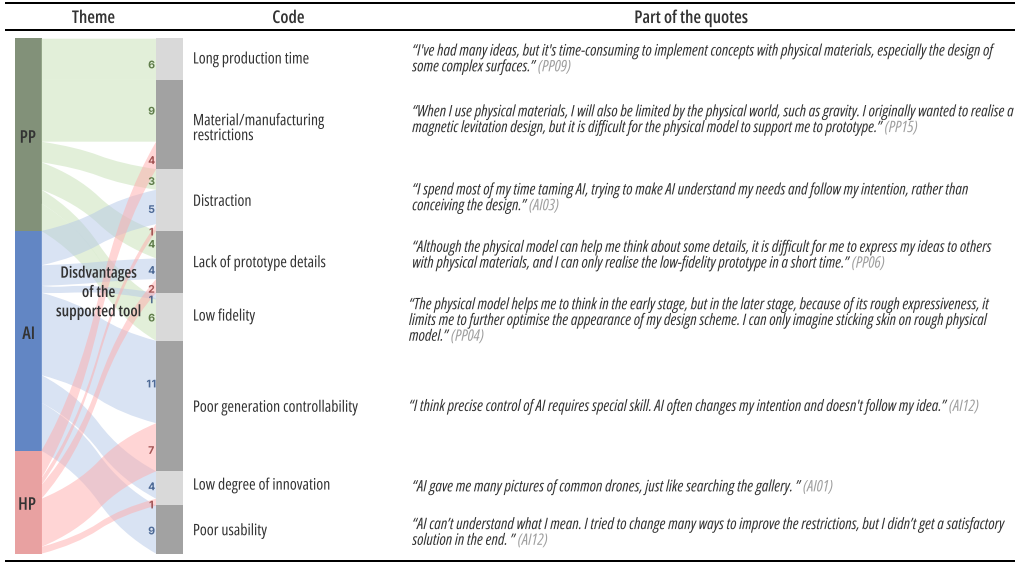 Theme
Code
Part of the quotes
PP
AI
HP
Disdvantages
of the
supported tool
6
9
4
3
5
1
4
4
2
1
6
11
7
4
1
9
Long production time
“I've had many ideas, but it's time-consuming to implement concepts with physical materials, especially the design of
some complex surfaces.” (PP09)
Material/manufacturing
restrictions
“When I use physical materials, I will also be limited by the physical world, such as gravity. I originally wanted to realise a
magnetic levitation design, but it is difficult for the physical model to support me to prototype.” (PP15)
Distraction
“I spend most of my time taming AI, trying to make AI understand my needs and follow my intention, rather than
conceiving the design.” (AI03)
Lack of prototype details
“Although the physical model can help me think about some details, it is difficult for me to express my ideas to others
with physical materials, and I can only realise the low-fidelity prototype in a short time.” (PP06)
Low fidelity
“The physical model helps me to think in the early stage, but in the later stage, because of its rough expressiveness, it
limits me to further optimise the appearance of my design scheme. I can only imagine sticking skin on rough physical
model.” (PP04)
Poor generation controllability
“I think precise control of AI requires special skill. AI often changes my intention and doesn't follow my idea.” (AI12)
Low degree of innovation
“AI gave me many pictures of common drones, just like searching the gallery. ” (AI01)
Poor usability
“AI can’t understand what I mean. I tried to change many ways to improve the restrictions, but I didn’t get a satisfactory
solution in the end. ” (AI12)